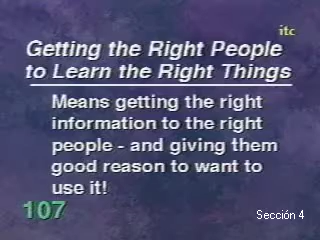 itc
Getting the Right People
to Learn the Right Things
Means getting the right
information to the right
people - and giving them
good reason to want to
use it!
107
Sección 4